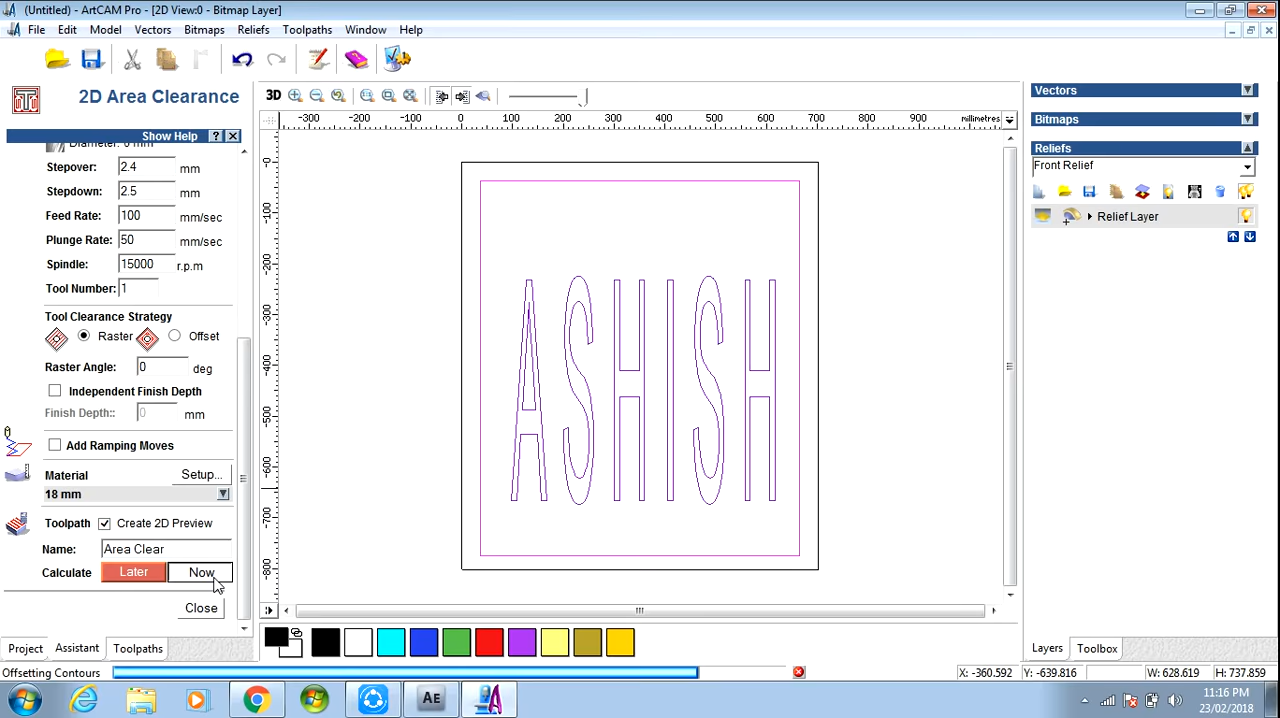 (Untitled) - ArtCAM Pro - [2D View:0 - Bitmap Layer]
File Edit Model Vectors Bitmaps Reliefs Toolpaths Window Help
2D Area Clearance
Show Help ? ×
Diameter: 0 mm
Stepover: 2.4 mm
Stepdown: 2.5 mm
Feed Rate: 100 mm/sec
Plunge Rate: 50 mm/sec
Spindle: 15000 r.p.m
Tool Number: 1
Tool Clearance Strategy
Raster Offset
Raster Angle: 0 deg
Independent Finish Depth
Finish Depth:: 0 mm
Add Ramping Moves
Material Setup...
18 mm
Toolpath Create 2D Preview
Name: Area Clear
Calculate Later Now
Close
Project Assistant Toolpaths
Offsetting Contours
3D
-300 -200 -100 0 100 200 300 400 500 600 700 millimetres
-0
-100
-200
-300
-400
-500
-600
-700
-800
ASHISH
Vectors
Bitmaps
Reliefs
Front Relief
Relief Layer
Layers Toolbox
X: -360.592 Y: -639.816 W: 628.619 H: 737.859
AE
11:16 PM
23/02/2018